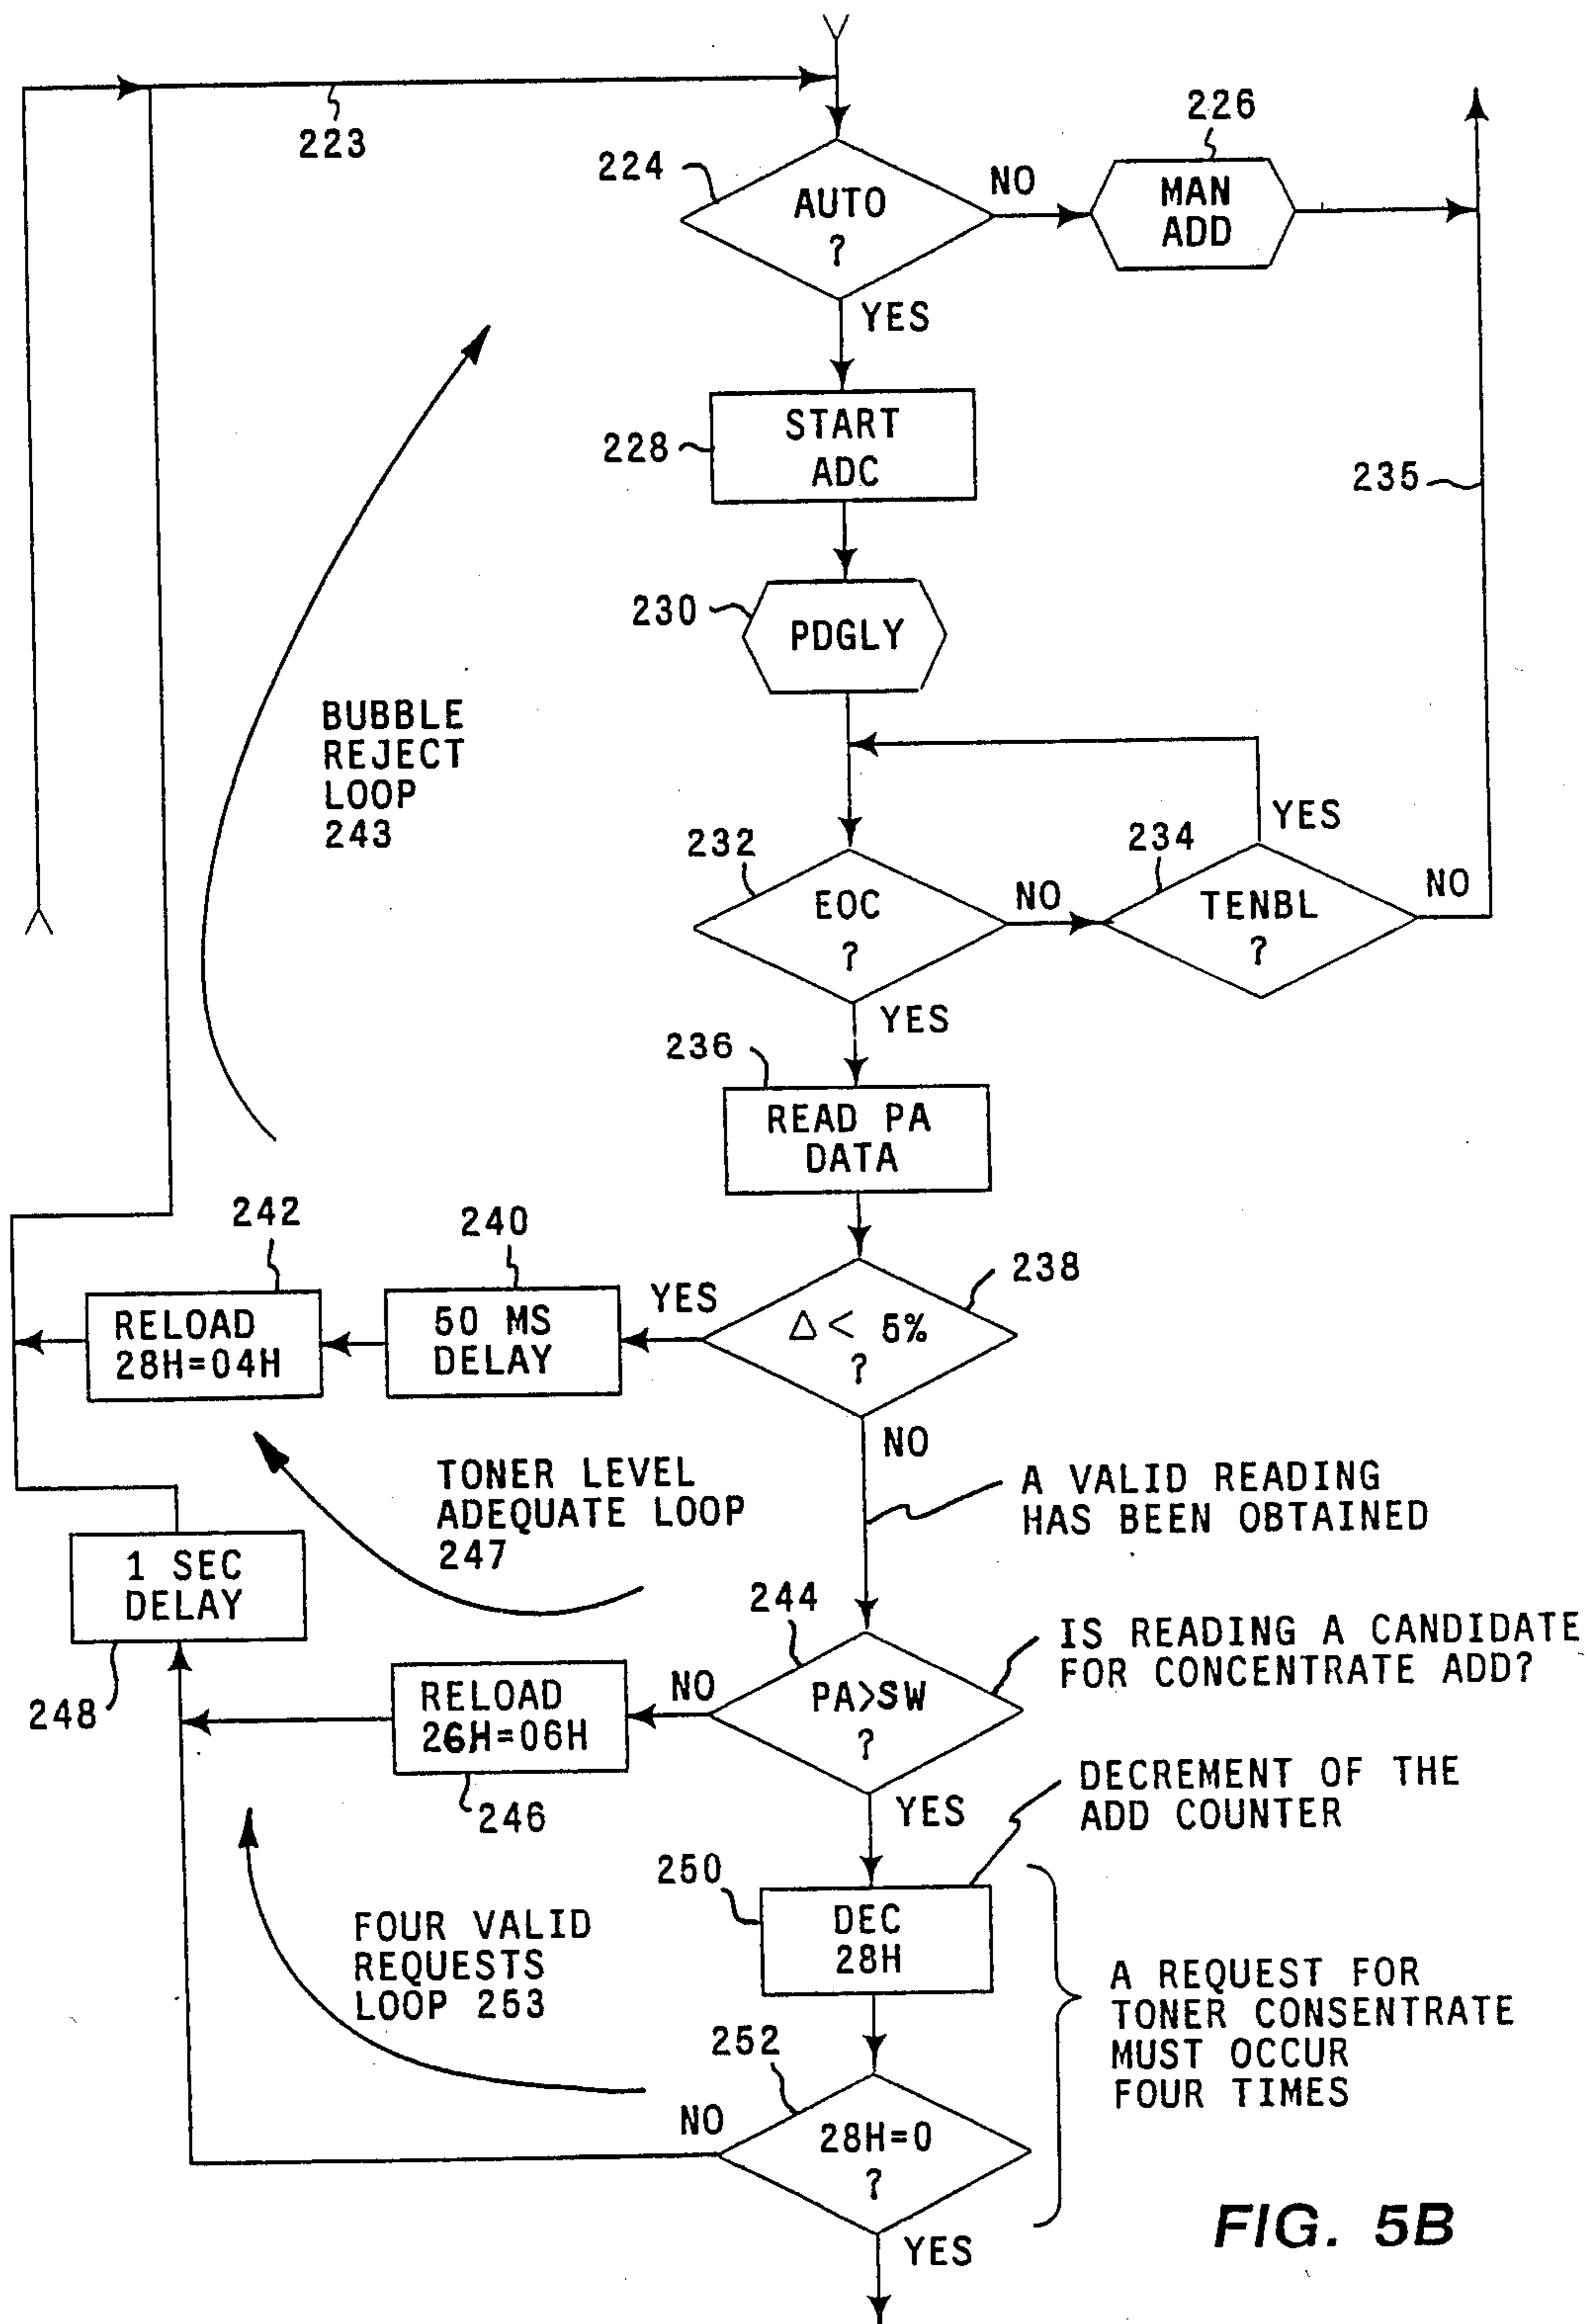 223
224
AUTO
?
NO
226
MAN
ADD
YES
228
START
ADC
235
230
PDGLY
BUBBLE
REJECT
LOOP
243
232
EOC
?
NO
234
TENBL
?
YES
NO
YES
236
READ PA
DATA
242
RELOAD
28H=04H
240
50 MS
DELAY
YES
238
Δ< 5%
?
NO
TONER LEVEL
ADEQUATE LOOP
247
A VALID READING
HAS BEEN OBTAINED
1 SEC
DELAY
248
244
PA>SW
?
IS READING A CANDIDATE
FOR CONCENTRATE ADD?
NO
RELOAD
26H=06H
246
YES
DECREMENT OF THE
ADD COUNTER
250
DEC
28H
FOUR VALID
REQUESTS
LOOP 253
A REQUEST FOR
TONER CONSENTRATE
MUST OCCUR
FOUR TIMES
252
28H=0
?
NO
YES
FIG. 5B